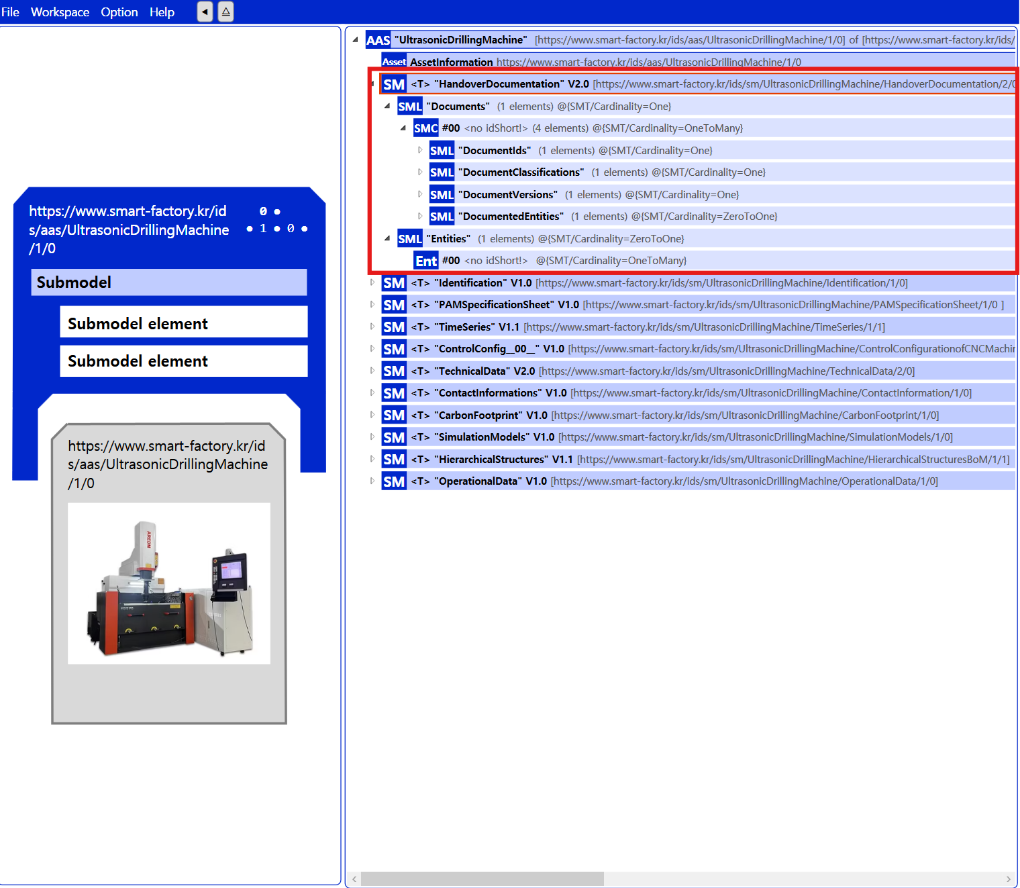 File Workspace Option Help
https://www.smart-factory.kr/id
s/aas/UltrasonicDrillingMachine
/1/0
0
1 0
Submodel
Submodel element
Submodel element
https://www.smart-factory.kr/id
s/aas/UltrasonicDrillingMachine
/1/0
AAS "UltrasonicDrillingMachine" [https://www.smart-factory.kr/ids/aas/UltrasonicDrillingMachine/1/0] of [https://www.smart-factory.kr/ids/
Asset AssetInformation https://www.smart-factory.kr/ids/aas/UltrasonicDrillingMachine/1/0
SM <T> "HandoverDocumentation" V2.0 [https://www.smart-factory.kr/ids/sm/UltrasonicDrillingMachine/HandoverDocumentation/2/0
SML "Documents" (1 elements) @{SMT/Cardinality=One}
SMC #00 <no idShort!> (4 elements) @{SMT/Cardinality=OneToMany}
SML "DocumentIds" (1 elements) @{SMT/Cardinality=One}
SML "DocumentClassifications" (1 elements) @{SMT/Cardinality=One}
SML "DocumentVersions" (1 elements) @{SMT/Cardinality=One}
SML "DocumentedEntities" (1 elements) @{SMT/Cardinality=ZeroToOne}
SML "Entities" (1 elements) @{SMT/Cardinality=ZeroToOne}
Ent #00 <no idShort!> @{SMT/Cardinality=OneToMany}
SM <T> "Identification" V1.0 [https://www.smart-factory.kr/ids/sm/UltrasonicDrillingMachine/Identification/1/0]
SM <T> "PAMSpecificationSheet" V1.0 [https://www.smart-factory.kr/ids/sm/UltrasonicDrillingMachine/PAMSpecificationSheet/1/0 ]
SM <T> "TimeSeries" V1.1 [https://www.smart-factory.kr/ids/sm/UltrasonicDrillingMachine/TimeSeries/1/1]
SM <T> "ControlConfig__00__" V1.0 [https://www.smart-factory.kr/ids/sm/UltrasonicDrillingMachine/ControlConfigurationofCNCMachin
SM <T> "TechnicalData" V2.0 [https://www.smart-factory.kr/ids/sm/UltrasonicDrillingMachine/TechnicalData/2/0]
SM <T> "ContactInformations" V1.0 [https://www.smart-factory.kr/ids/sm/UltrasonicDrillingMachine/ContactInformation/1/0]
SM <T> "CarbonFootprint" V1.0 [https://www.smart-factory.kr/ids/sm/UltrasonicDrillingMachine/CarbonFootprint/1/0]
SM <T> "SimulationModels" V1.0 [https://www.smart-factory.kr/ids/sm/UltrasonicDrillingMachine/SimulationModels/1/0]
SM <T> "HierarchicalStructures" V1.1 [https://www.smart-factory.kr/ids/sm/UltrasonicDrillingMachine/HierarchicalStructuresBoM/1/1]
SM <T> "OperationalData" V1.0 [https://www.smart-factory.kr/ids/sm/UltrasonicDrillingMachine/OperationalData/1/0]